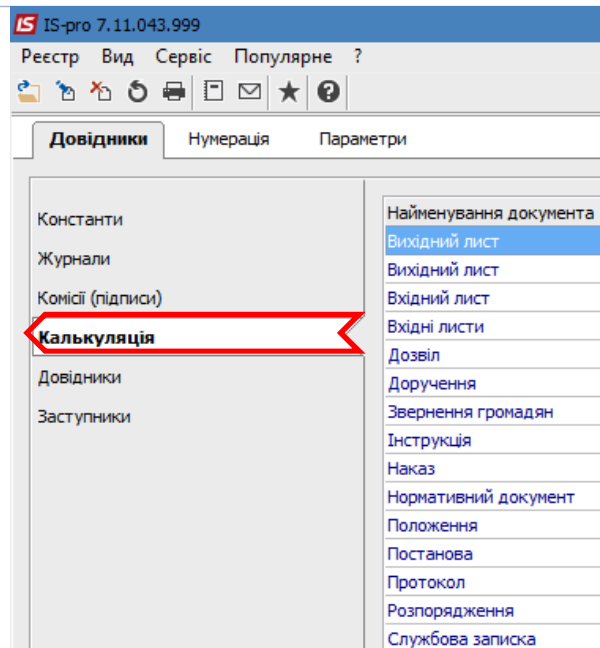 IS-pro 7.11.043.999
Реєстр Вид Сервіс Популярне ?
Довідники Нумерація Параметри
Константи
Журнали
Комісії (підписи)
Калькуляція
Довідники
Заступники
Найменування документа
Вихідний лист
Вихідний лист
Вхідний лист
Вхідні листи
Дозвіл
Доручення
Звернення громадян
Інструкція
Наказ
Нормативний документ
Положення
Постанова
Протокол
Розпорядження
Службова записка